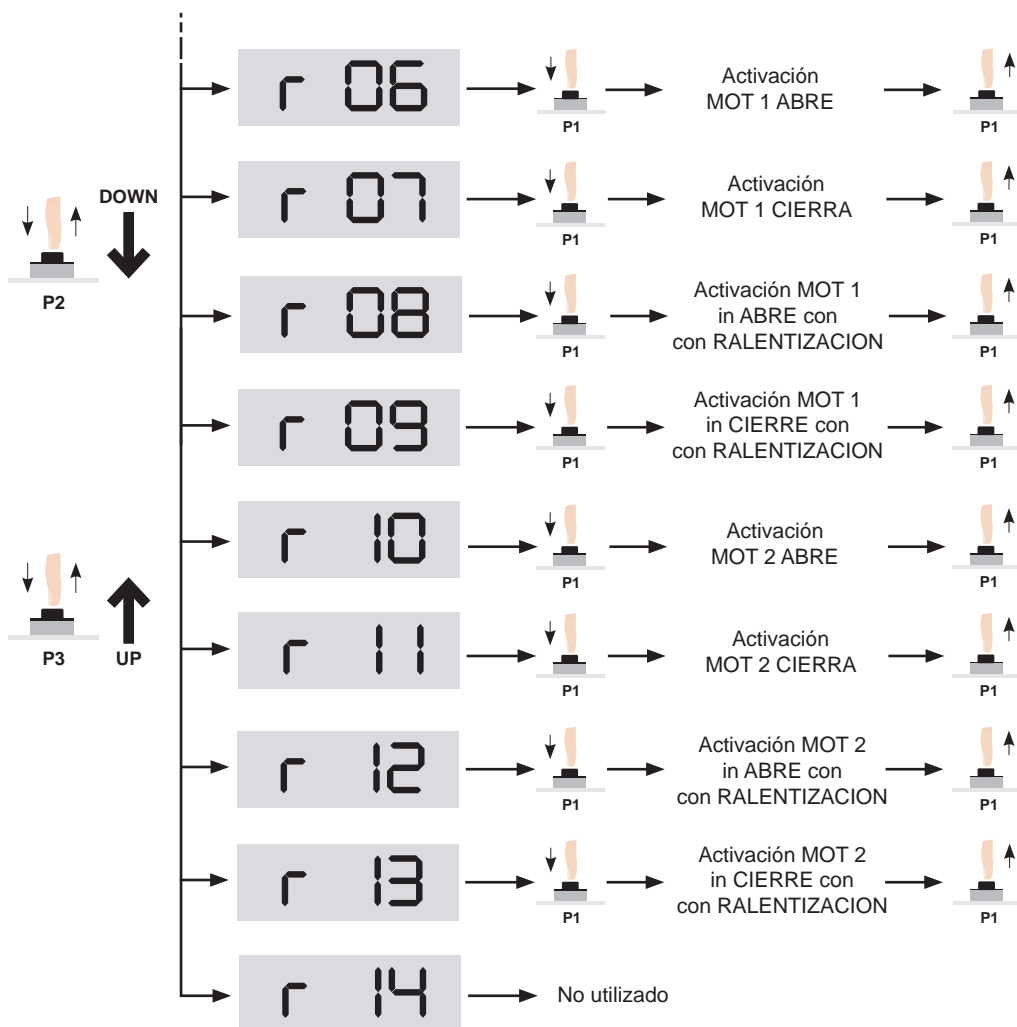 r 06
P1
Activación
MOT 1 ABRE
P1
DOWN
P2
r 07
P1
Activación
MOT 1 CIERRA
P1
r 08
P1
Activación MOT 1
in ABRE con
con RALENTIZACION
P1
r 09
P1
Activación MOT 1
in CIERRE con
con RALENTIZACION
P1
r 10
P1
Activación
MOT 2 ABRE
P1
P3
UP
r 11
P1
Activación
MOT 2 CIERRA
P1
r 12
P1
Activación MOT 2
in ABRE con
con RALENTIZACION
P1
r 13
P1
Activación MOT 2
in CIERRE con
con RALENTIZACION
P1
r 14
No utilizado